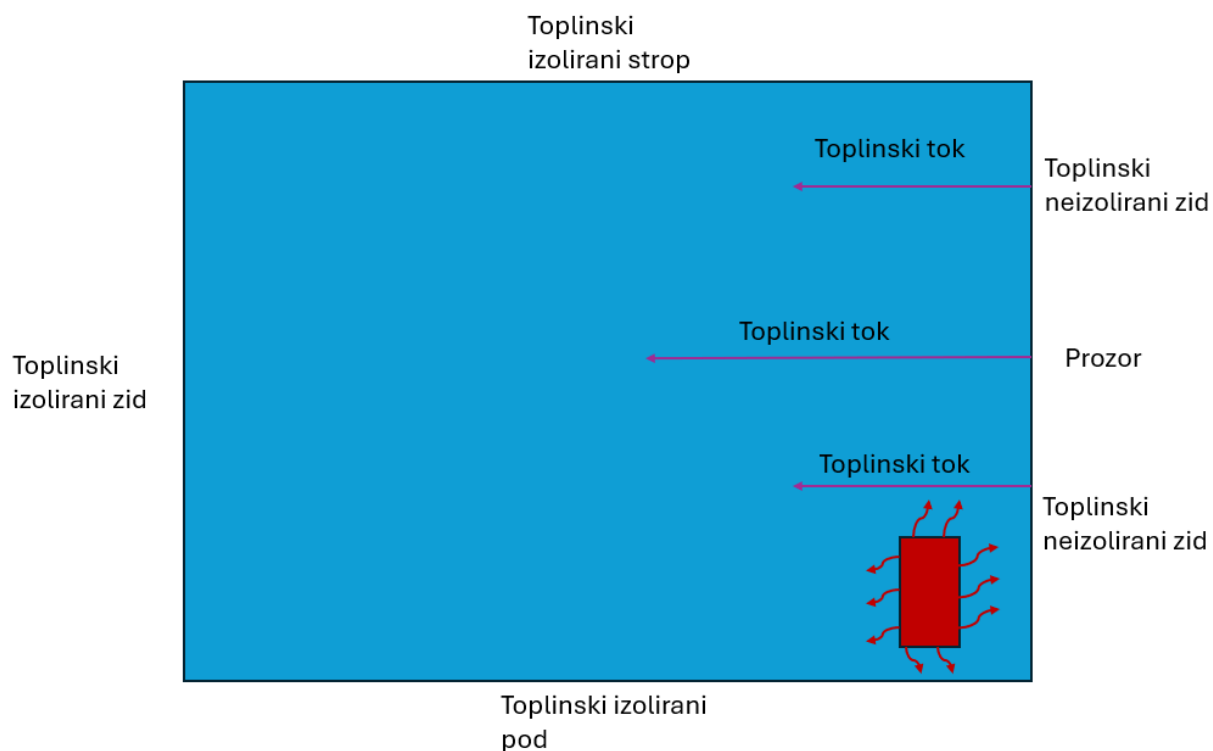 Toplinski
izolirani strop
Toplinski tok
Toplinski
neizolirani zid
Toplinski tok
Prozor
Toplinski
izolirani zid
Toplinski tok
Toplinski
neizolirani zid
Toplinski izolirani
pod